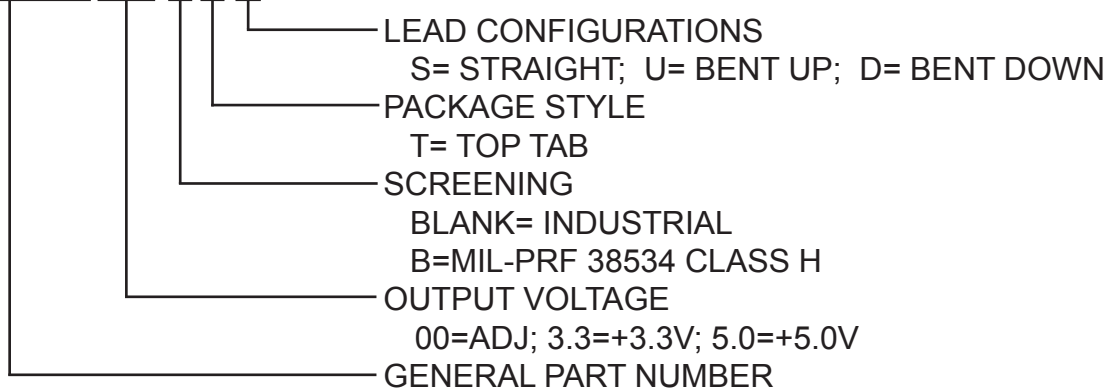 LEAD CONFIGURATIONS
S= STRAIGHT; U= BENT UP; D= BENT DOWN
PACKAGE STYLE
T= TOP TAB
SCREENING
BLANK= INDUSTRIAL
B=MIL-PRF 38534 CLASS H
OUTPUT VOLTAGE
00=ADJ; 3.3=+3.3V; 5.0=+5.0V
GENERAL PART NUMBER